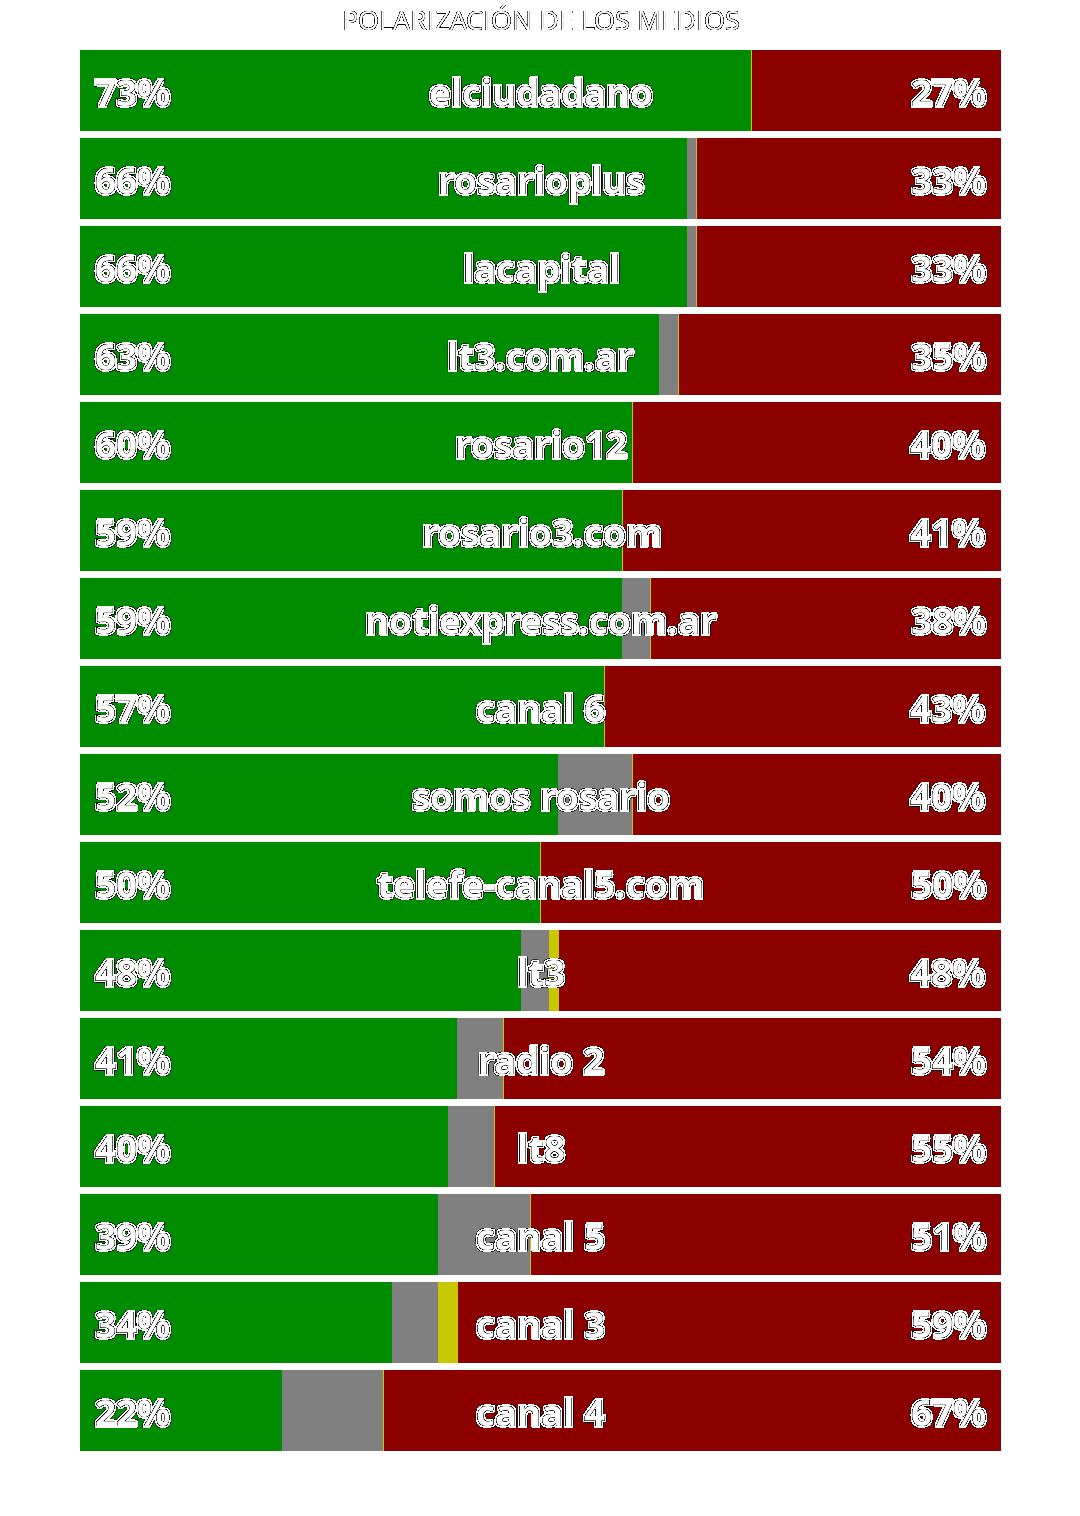 POLARIZACIÓN DE LOS MEDIOS
73% elciudadano 27%
66% rosarioplus 33%
66% lacapital 33%
63% lt3.com.ar 35%
60% rosario12 40%
59% rosario3.com 41%
59% notiexpress.com.ar 38%
57% canal 6 43%
52% somos rosario 40%
50% telefe-canal5.com 50%
48% lt3 48%
41% radio 2 54%
40% lt8 55%
39% canal 5 51%
34% canal 3 59%
22% canal 4 67%